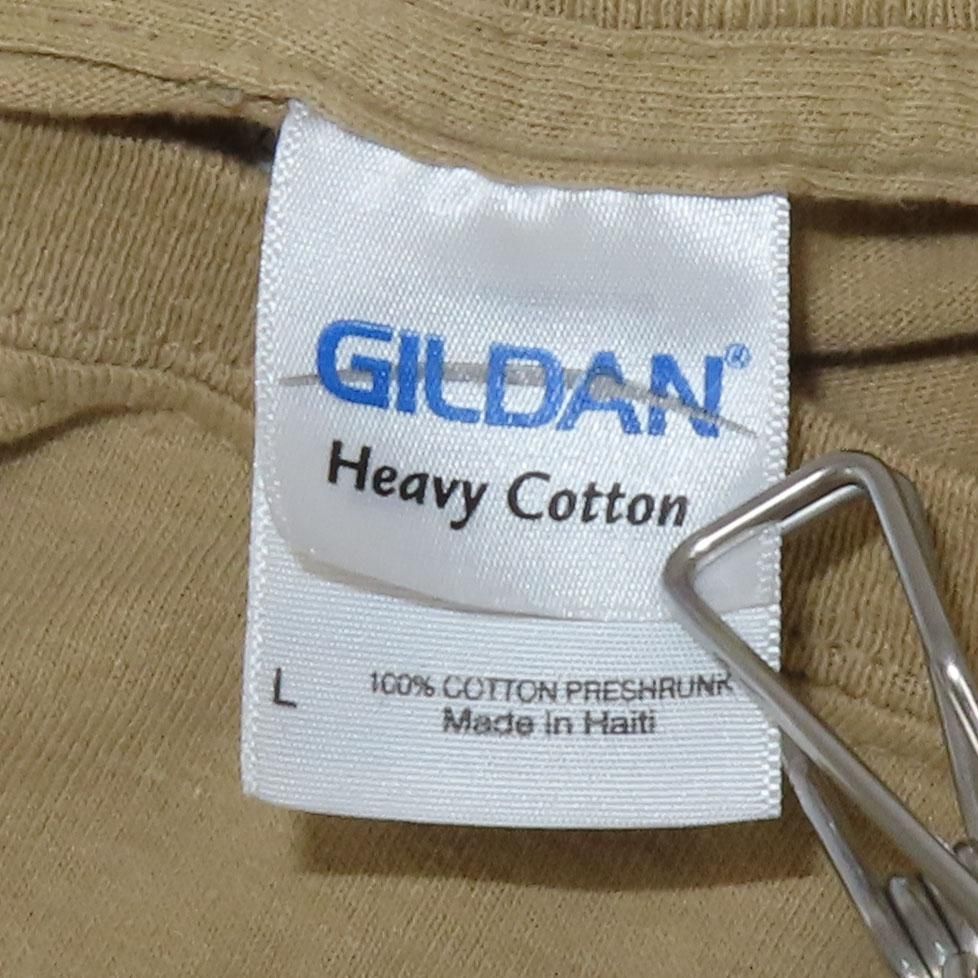 GILDAN®
Heavy Cotton
L
100% COTTON PRESHRUNK
Made In Haiti